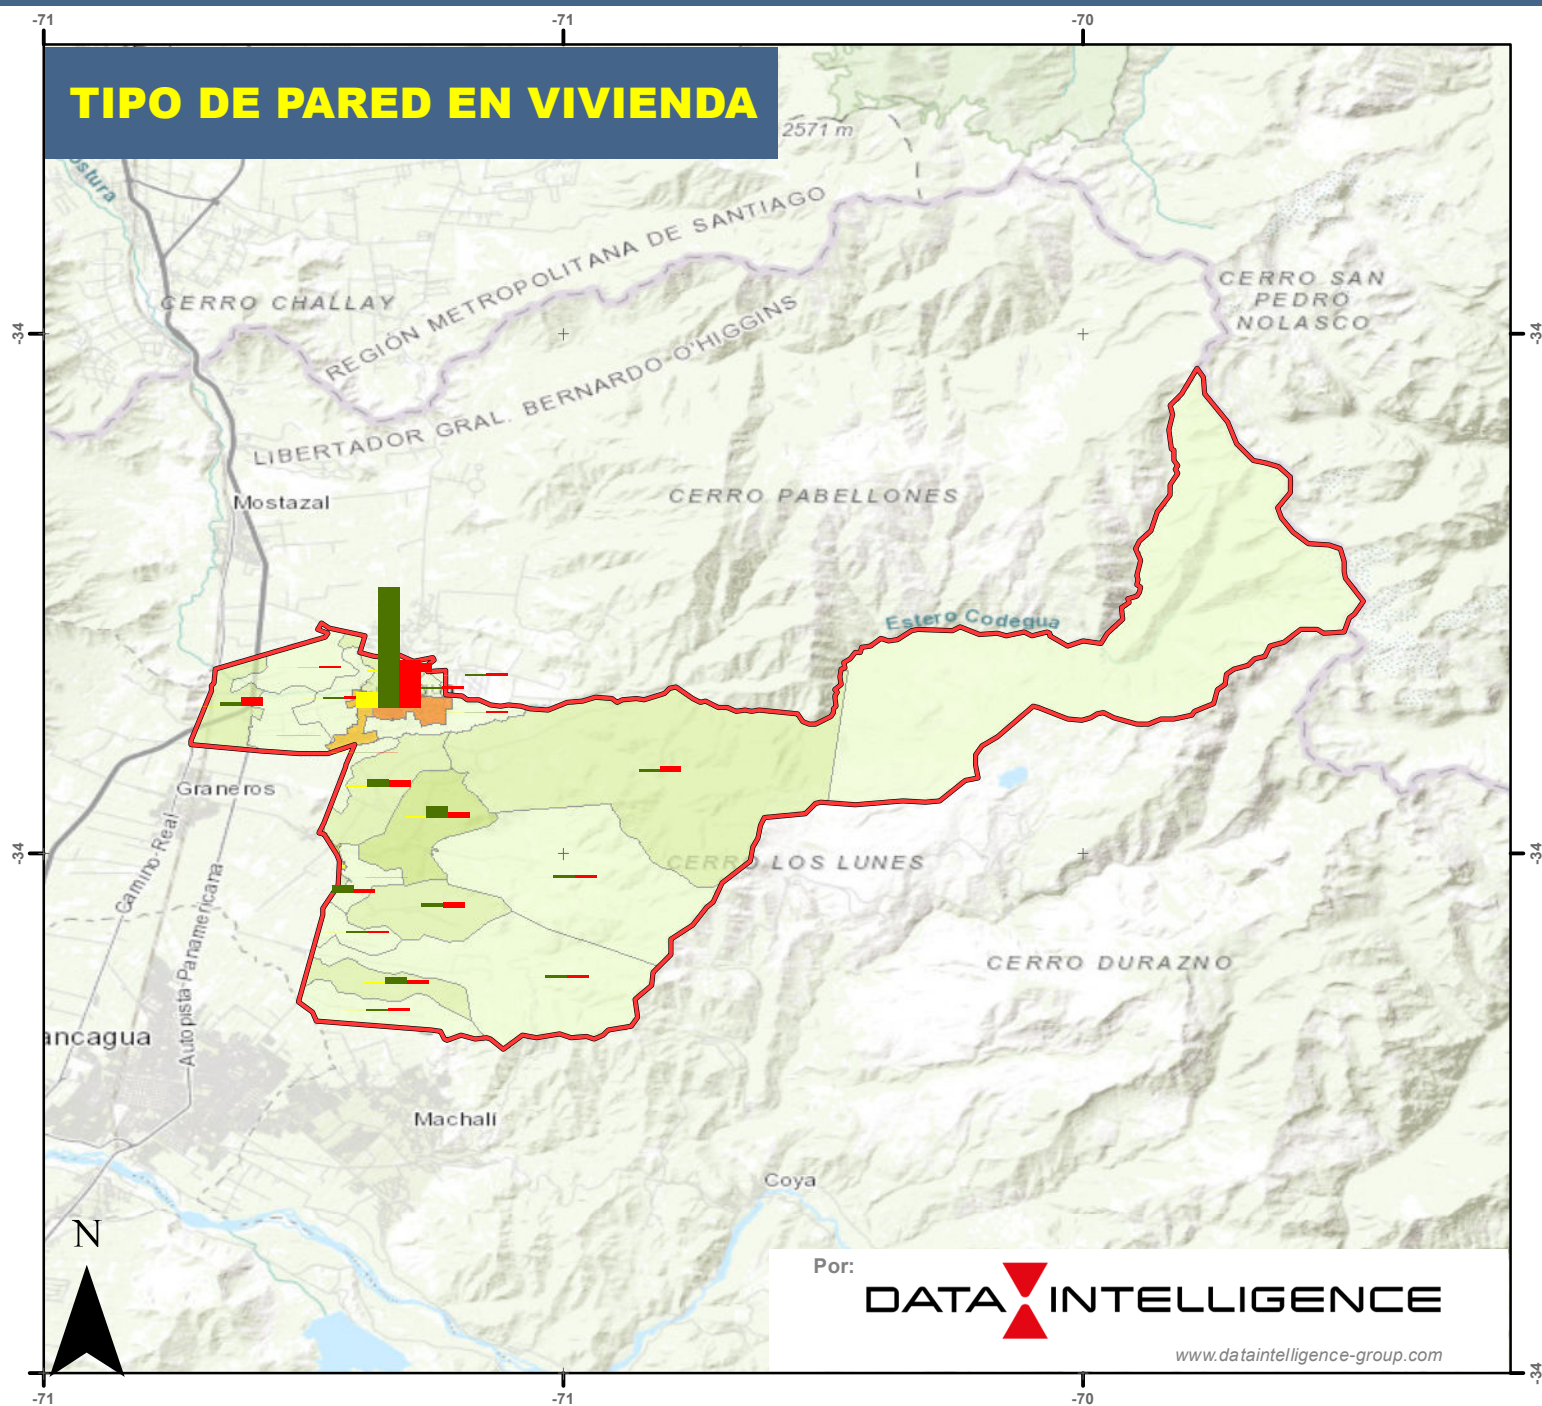 -71
-71
-70
TIPO DE PARED EN VIVIENDA
2571 m
ostura
REGIÓN METROPOLITANA DE SANTIAGO
CERRO CHALLAY
CERRO SAN
PEDRO
NOLASCO
LIBERTADOR GRAL. BERNARDO O'HIGGINS
34
-34
Mostazal
CERRO PABELLONES
Estero Codegua
Graneros
34
-34
Camino Real
CERRO LOS LUNES
Autopista Panamericana
CERRO DURAZNO
ancagua
Machalí
Coya
N
Por:
DATA INTELLIGENCE
www.dataintelligence-group.com
-34
-71
-71
-70